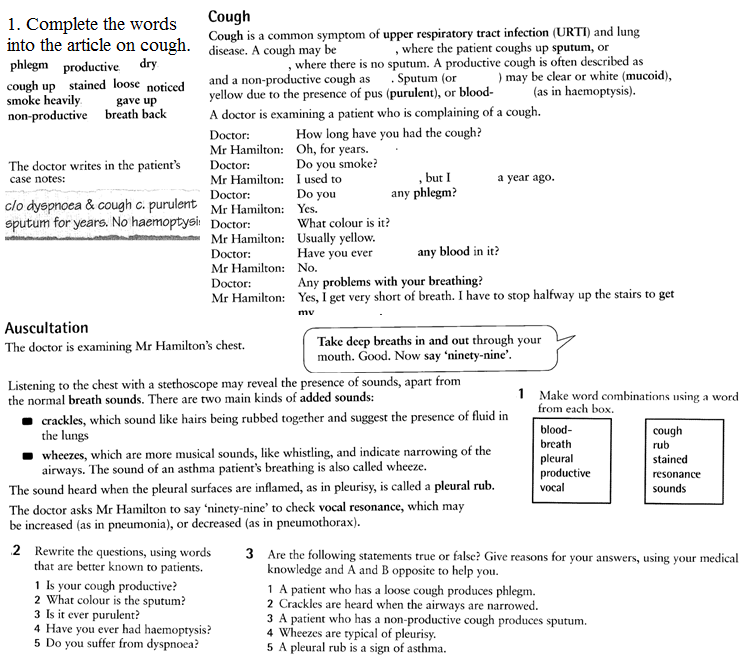 1. Complete the words
into the article on cough.
phlegm productive dry
cough up stained loose noticed
smoke heavily gave up
non-productive breath back
The doctor writes in the patient's
case notes:
c/o dyspnoea & cough c. purulent
sputum for years. No haemoptysi
Cough
Cough is a common symptom of upper respiratory tract infection (URTI) and lung
disease. A cough may be , where the patient coughs up sputum, or
, where there is no sputum. A productive cough is often described as
and a non-productive cough as . Sputum (or ) may be clear or white (mucoid),
yellow due to the presence of pus (purulent), or blood- (as in haemoptysis).
A doctor is examining a patient who is complaining of a cough.
Doctor: How long have you had the cough?
Mr Hamilton: Oh, for years.
Doctor: Do you smoke?
Mr Hamilton: I used to , but I a year ago.
Doctor: Do you any phlegm?
Mr Hamilton: Yes.
Doctor: What colour is it?
Mr Hamilton: Usually yellow.
Doctor: Have you ever any blood in it?
Mr Hamilton: No.
Doctor: Any problems with your breathing?
Mr Hamilton: Yes, I get very short of breath. I have to stop halfway up the stairs to get
my .
Auscultation
The doctor is examining Mr Hamilton's chest.
Take deep breaths in and out through your
mouth. Good. Now say 'ninety-nine'.
Listening to the chest with a stethoscope may reveal the presence of sounds, apart from
the normal breath sounds. There are two main kinds of added sounds:
crackles, which sound like hairs being rubbed together and suggest the presence of fluid in
the lungs
wheezes, which are more musical sounds, like whistling, and indicate narrowing of the
airways. The sound of an asthma patient's breathing is also called wheeze.
The sound heard when the pleural surfaces are inflamed, as in pleurisy, is called a pleural rub.
The doctor asks Mr Hamilton to say 'ninety-nine' to check vocal resonance, which may
be increased (as in pneumonia), or decreased (as in pneumothorax).
1 Make word combinations using a word
from each box.
blood-
breath
pleural
productive
vocal
cough
rub
stained
resonance
sounds
2 Rewrite the questions, using words
that are better known to patients.
1 Is your cough productive?
2 What colour is the sputum?
3 Is it ever purulent?
4 Have you ever had haemoptysis?
5 Do you suffer from dyspnoea?
3 Are the following statements true or false? Give reasons for your answers, using your medical
knowledge and A and B opposite to help you.
1 A patient who has a loose cough produces phlegm.
2 Crackles are heard when the airways are narrowed.
3 A patient who has a non-productive cough produces sputum.
4 Wheezes are typical of pleurisy.
5 A pleural rub is a sign of asthma.